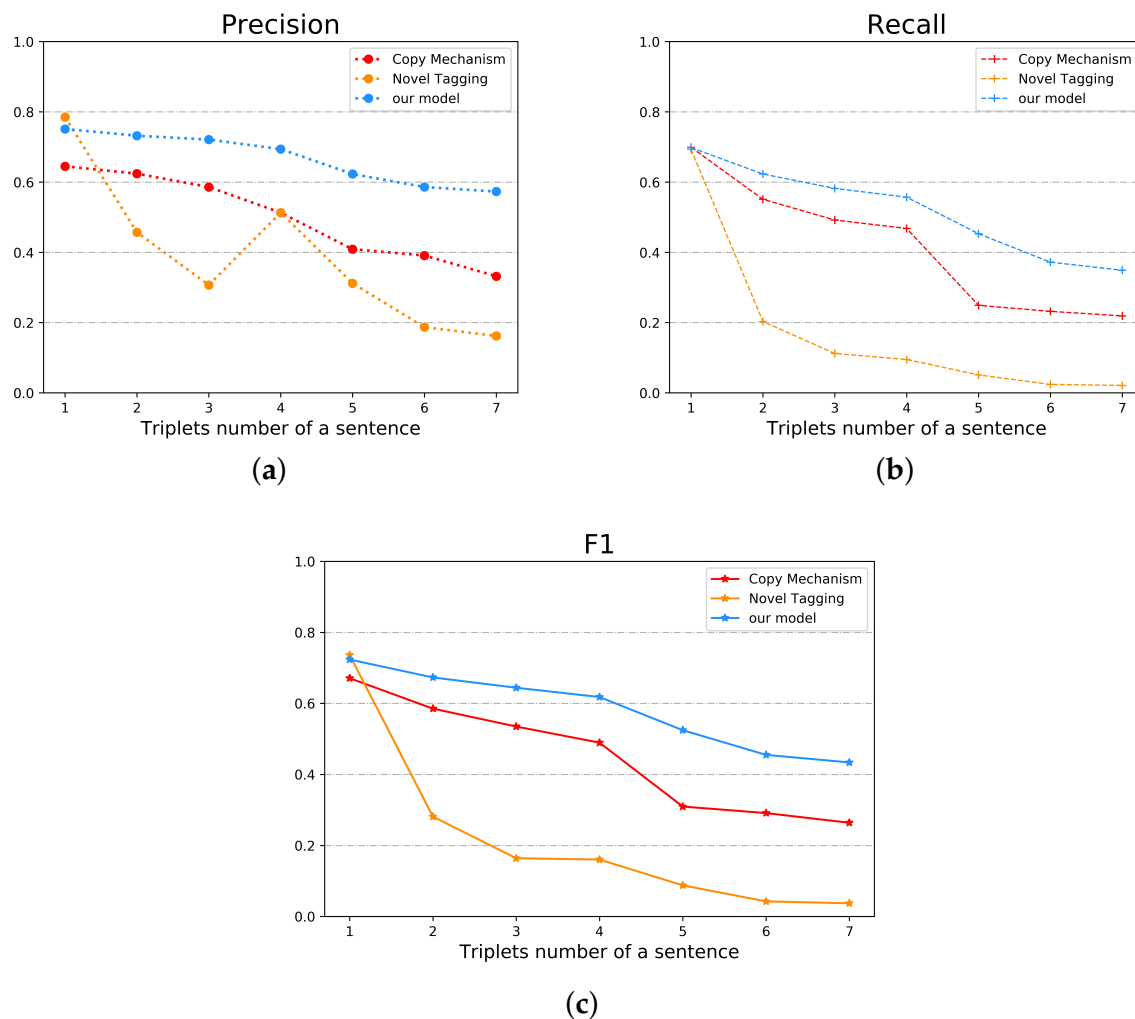 Precision
1.0
0.8
0.6
0.4
0.2
0.0
Copy Mechanism
Novel Tagging
our model
1 2 3 4 5 6 7
Triplets number of a sentence
(a)
Recall
1.0
0.8
0.6
0.4
0.2
0.0
Copy Mechanism
Novel Tagging
our model
1 2 3 4 5 6 7
Triplets number of a sentence
(b)
F1
1.0
0.8
0.6
0.4
0.2
0.0
Copy Mechanism
Novel Tagging
our model
1 2 3 4 5 6 7
Triplets number of a sentence
(c)